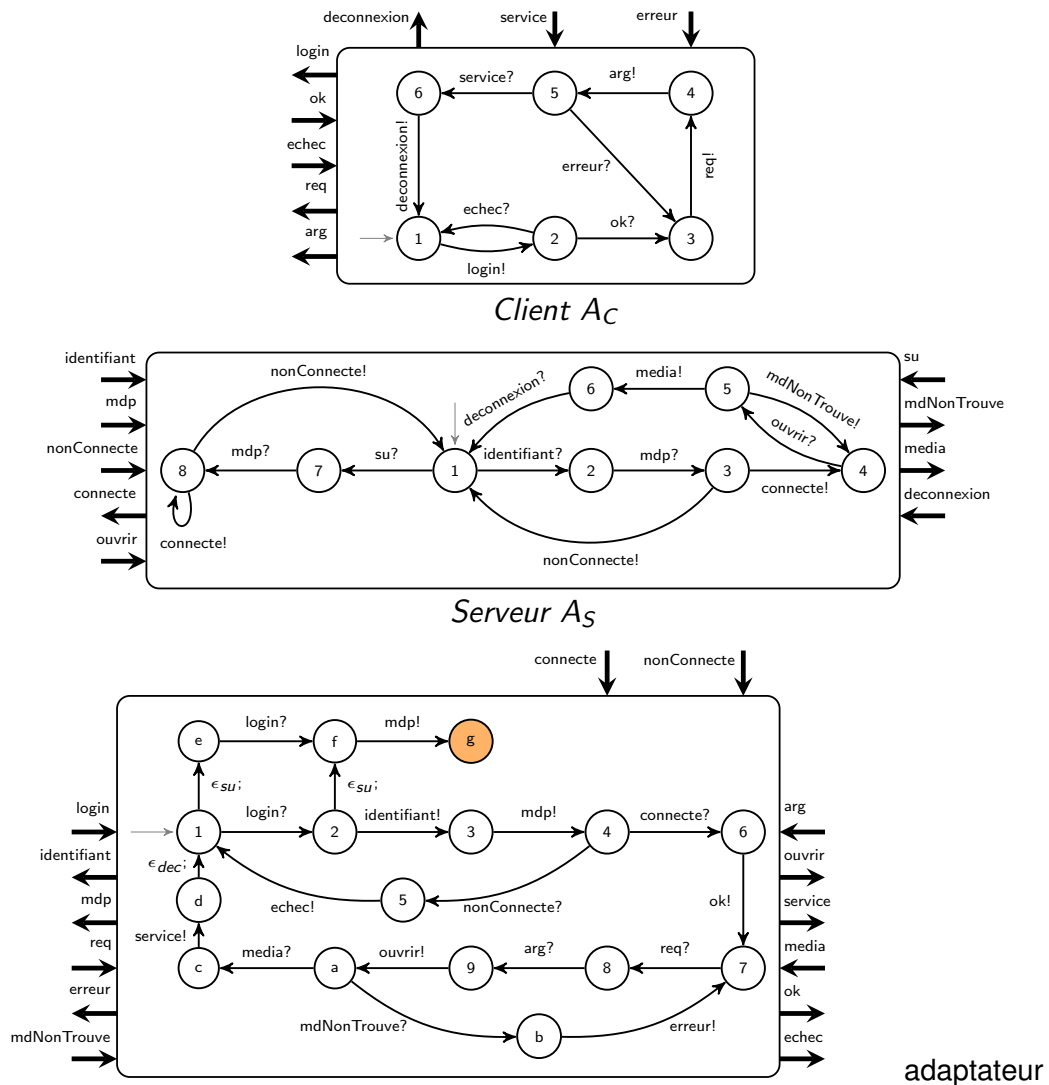 deconnexion service erreur
login
ok
echec
req
arg
6 service? 5 arg! 4
deconnexion!
erreur?
req!
echec?
1 2 ok? 3
login!
Client A_C
identifiant
mdp
nonConnecte
connecte
ouvrir
su
mdNonTrouve
media
deconnexion
nonConnecte!
deconnexion?
6 media! 5
mdNonTrouve!
ouvrir?
8 mdp? 7 su? 1 identifiant? 2 mdp? 3 connecte! 4
connecte!
nonConnecte!
Serveur A_S
connecte nonConnecte
login
identifiant
mdp
req
erreur
mdNonTrouve
arg
ouvrir
service
media
ok
echec
e login? f mdp! g
ϵsu; ϵsu;
1 login? 2 identifiant! 3 mdp! 4 connecte? 6
ϵdec;
d echec! 5 nonConnecte?
ok!
service!
c media? a ouvrir! 9 arg? 8 req? 7
mdNonTrouve? b erreur!
adaptateur